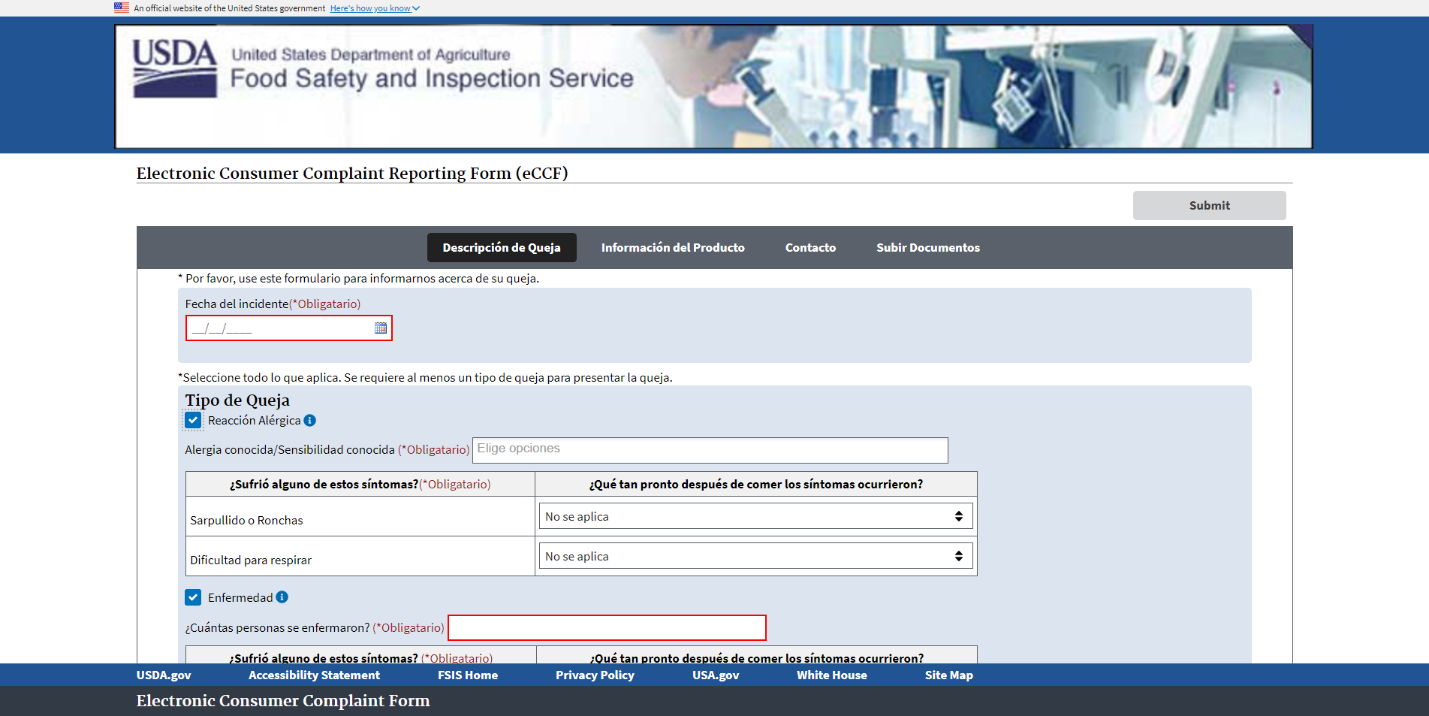 An official website of the United States government Here's how you know
USDA United States Department of Agriculture
Food Safety and Inspection Service
Electronic Consumer Complaint Reporting Form (eCCF)
Submit
Descripción de Queja Información del Producto Contacto Subir Documentos
* Por favor, use este formulario para informarnos acerca de su queja.
Fecha del incidente(*Obligatario)
__/__/____
*Seleccione todo lo que aplica. Se requiere al menos un tipo de queja para presentar la queja.
Tipo de Queja
Reacción Alérgica
Alergia conocida/Sensibilidad conocida (*Obligatario) Elige opciones
¿Sufrió alguno de estos síntomas?(*Obligatario) ¿Qué tan pronto después de comer los síntomas ocurrieron?
Sarpullido o Ronchas No se aplica
Dificultad para respirar No se aplica
Enfermedad
¿Cuántas personas se enfermaron? (*Obligatario)
¿Sufrió alguno de estos síntomas? (*Obligatario) ¿Qué tan pronto después de comer los síntomas ocurrieron?
USDA.gov Accessibility Statement FSIS Home Privacy Policy USA.gov White House Site Map
Electronic Consumer Complaint Form